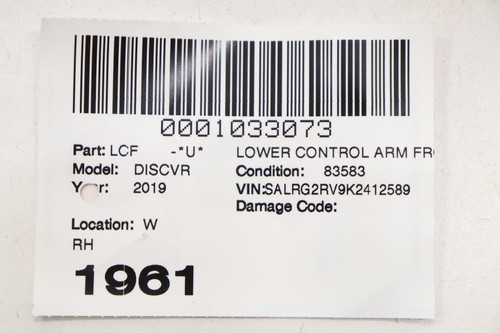 0001033073
Part: LCF -*U* LOWER CONTROL ARM FR
Model: DISCVR Condition: 83583
Year: 2019 VIN:SALRG2RV9K2412589
Damage Code:
Location: W
RH
1961